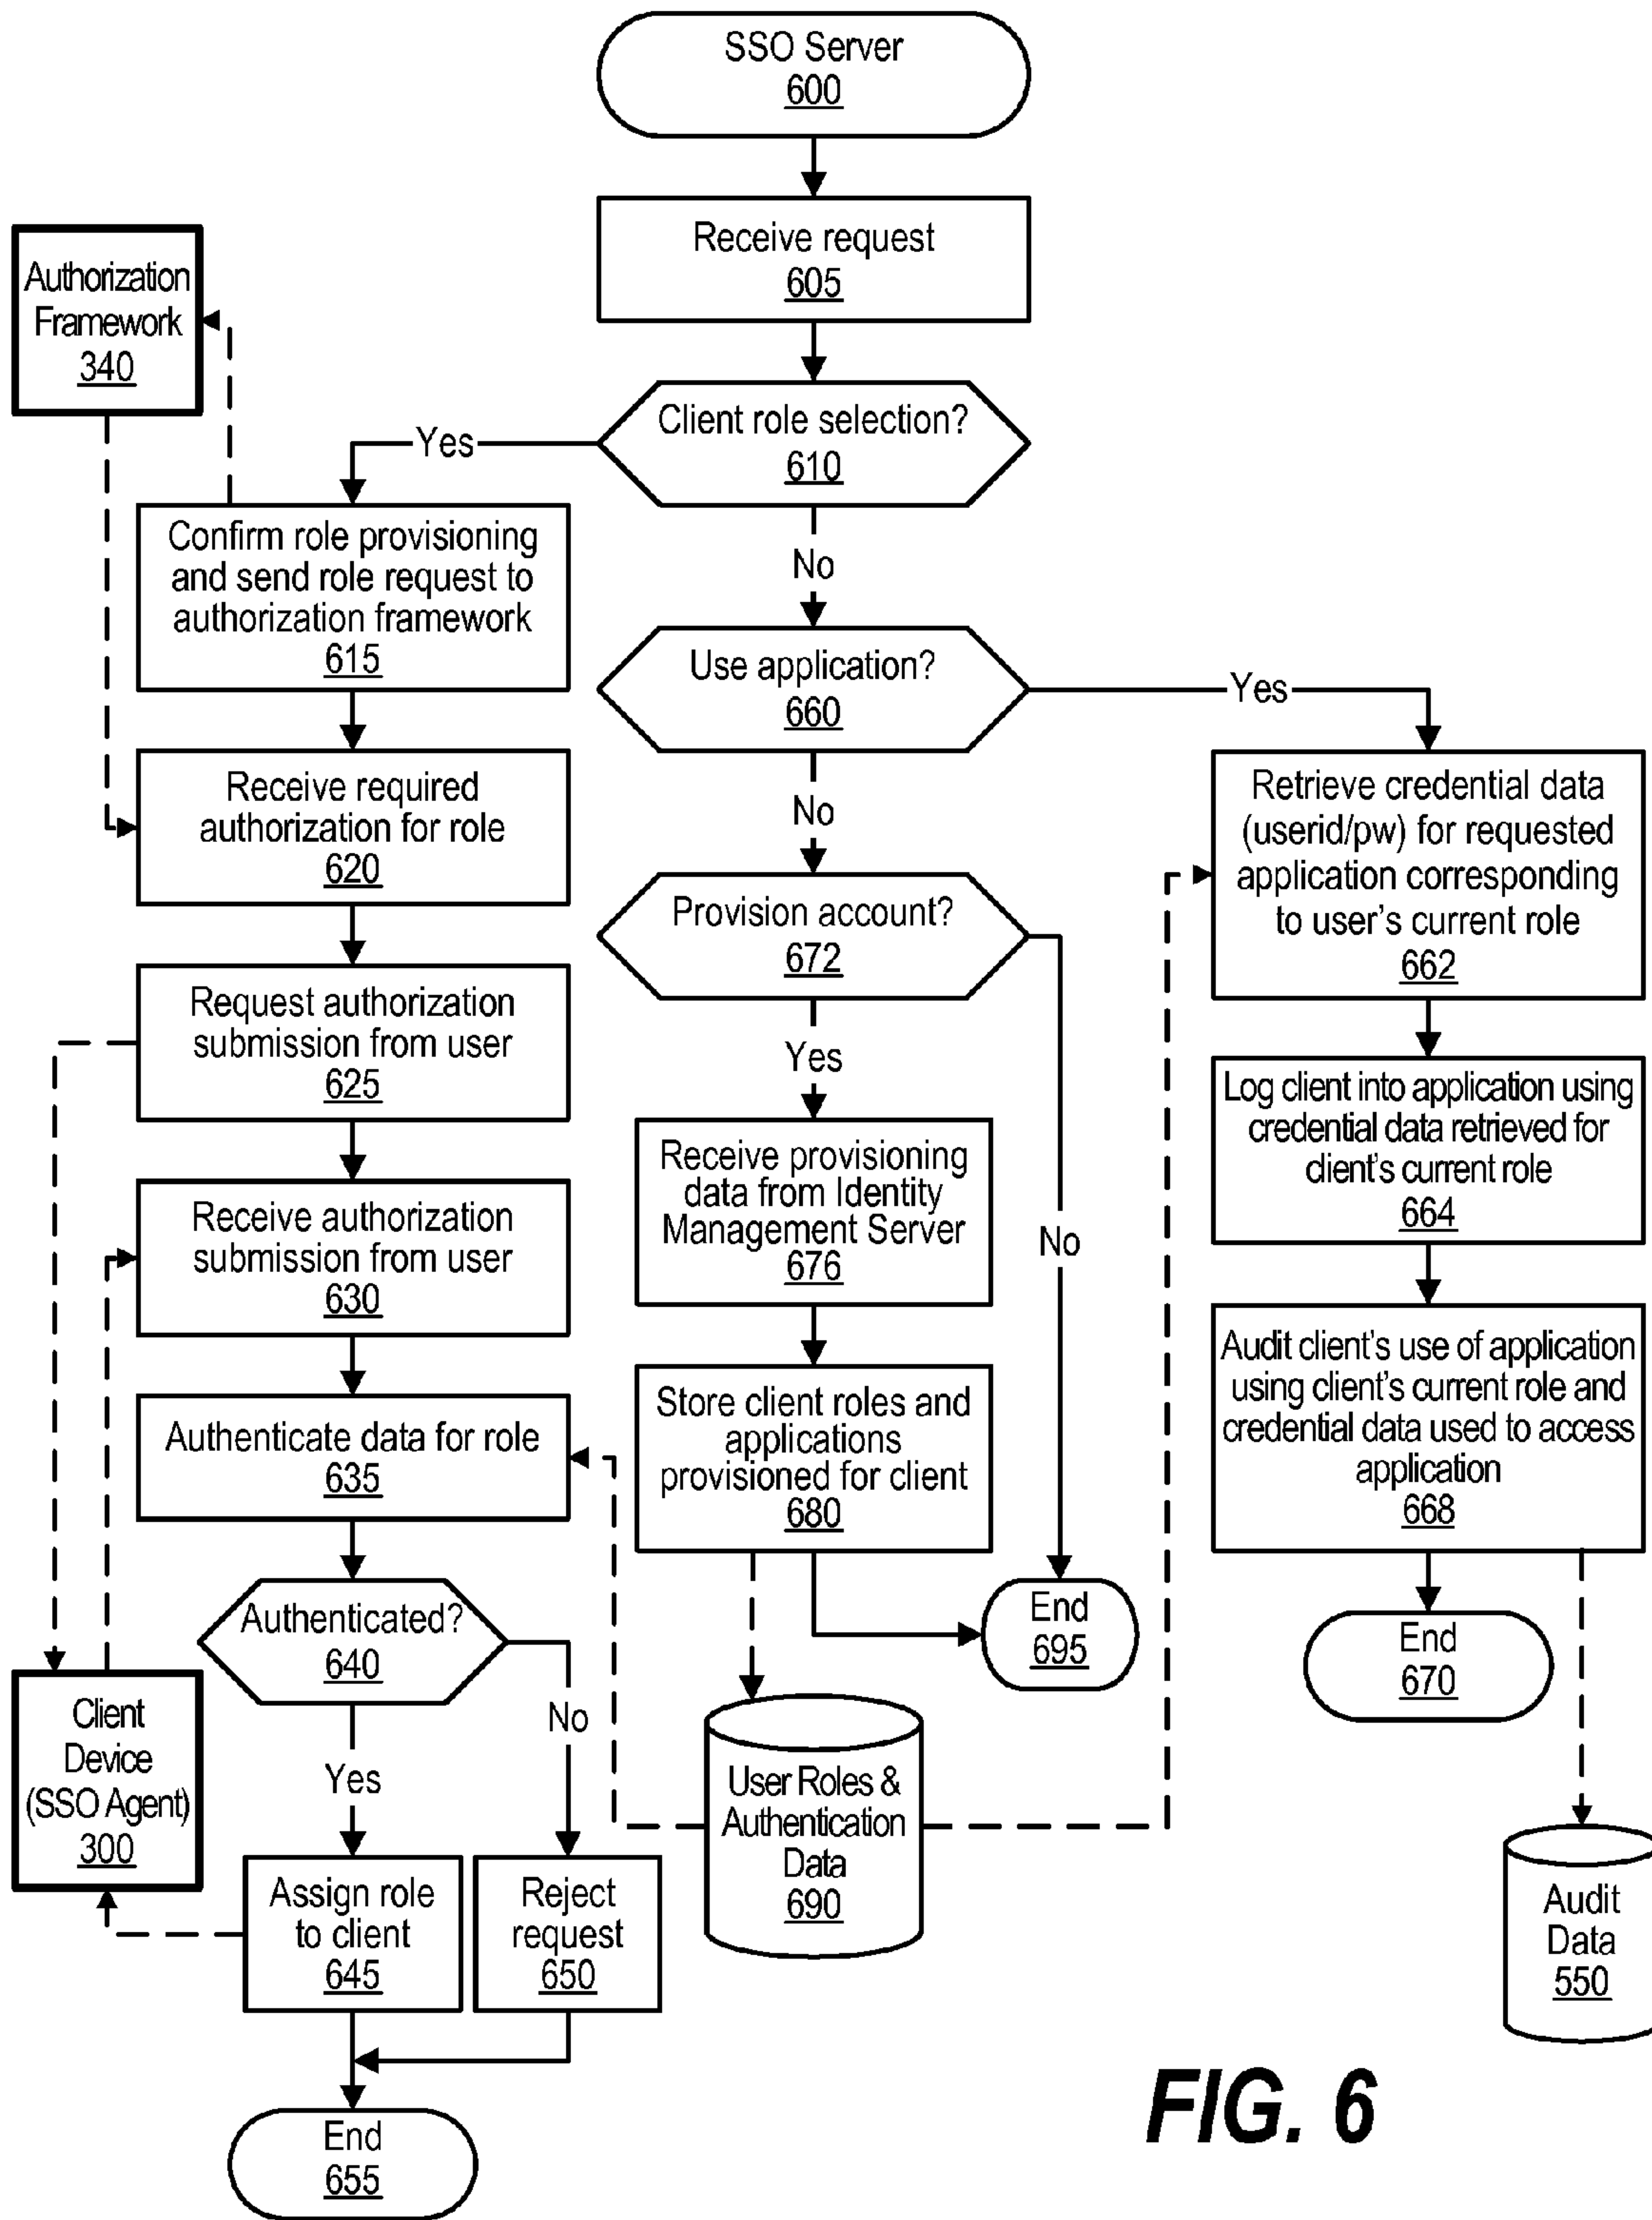 SSO Server
600
Receive request
605
Authorization
Framework
340
Client role selection?
610
Yes
No
Confirm role provisioning
and send role request to
authorization framework
615
Use application?
660
Yes
No
Receive required
authorization for role
620
Retrieve credential data
(userid/pw) for requested
application corresponding
to user's current role
662
Provision account?
672
Yes
No
Request authorization
submission from user
625
Log client into application using
credential data retrieved for
client's current role
664
Receive provisioning
data from Identity
Management Server
676
Receive authorization
submission from user
630
Audit client's use of application
using client's current role and
credential data used to access
application
668
Store client roles and
applications
provisioned for client
680
Authenticate data for role
635
Authenticated?
640
Yes
No
End
695
End
670
Client
Device
(SSO Agent)
300
User Roles &
Authentication
Data
690
Assign role
to client
645
Reject
request
650
Audit
Data
550
End
655
FIG. 6